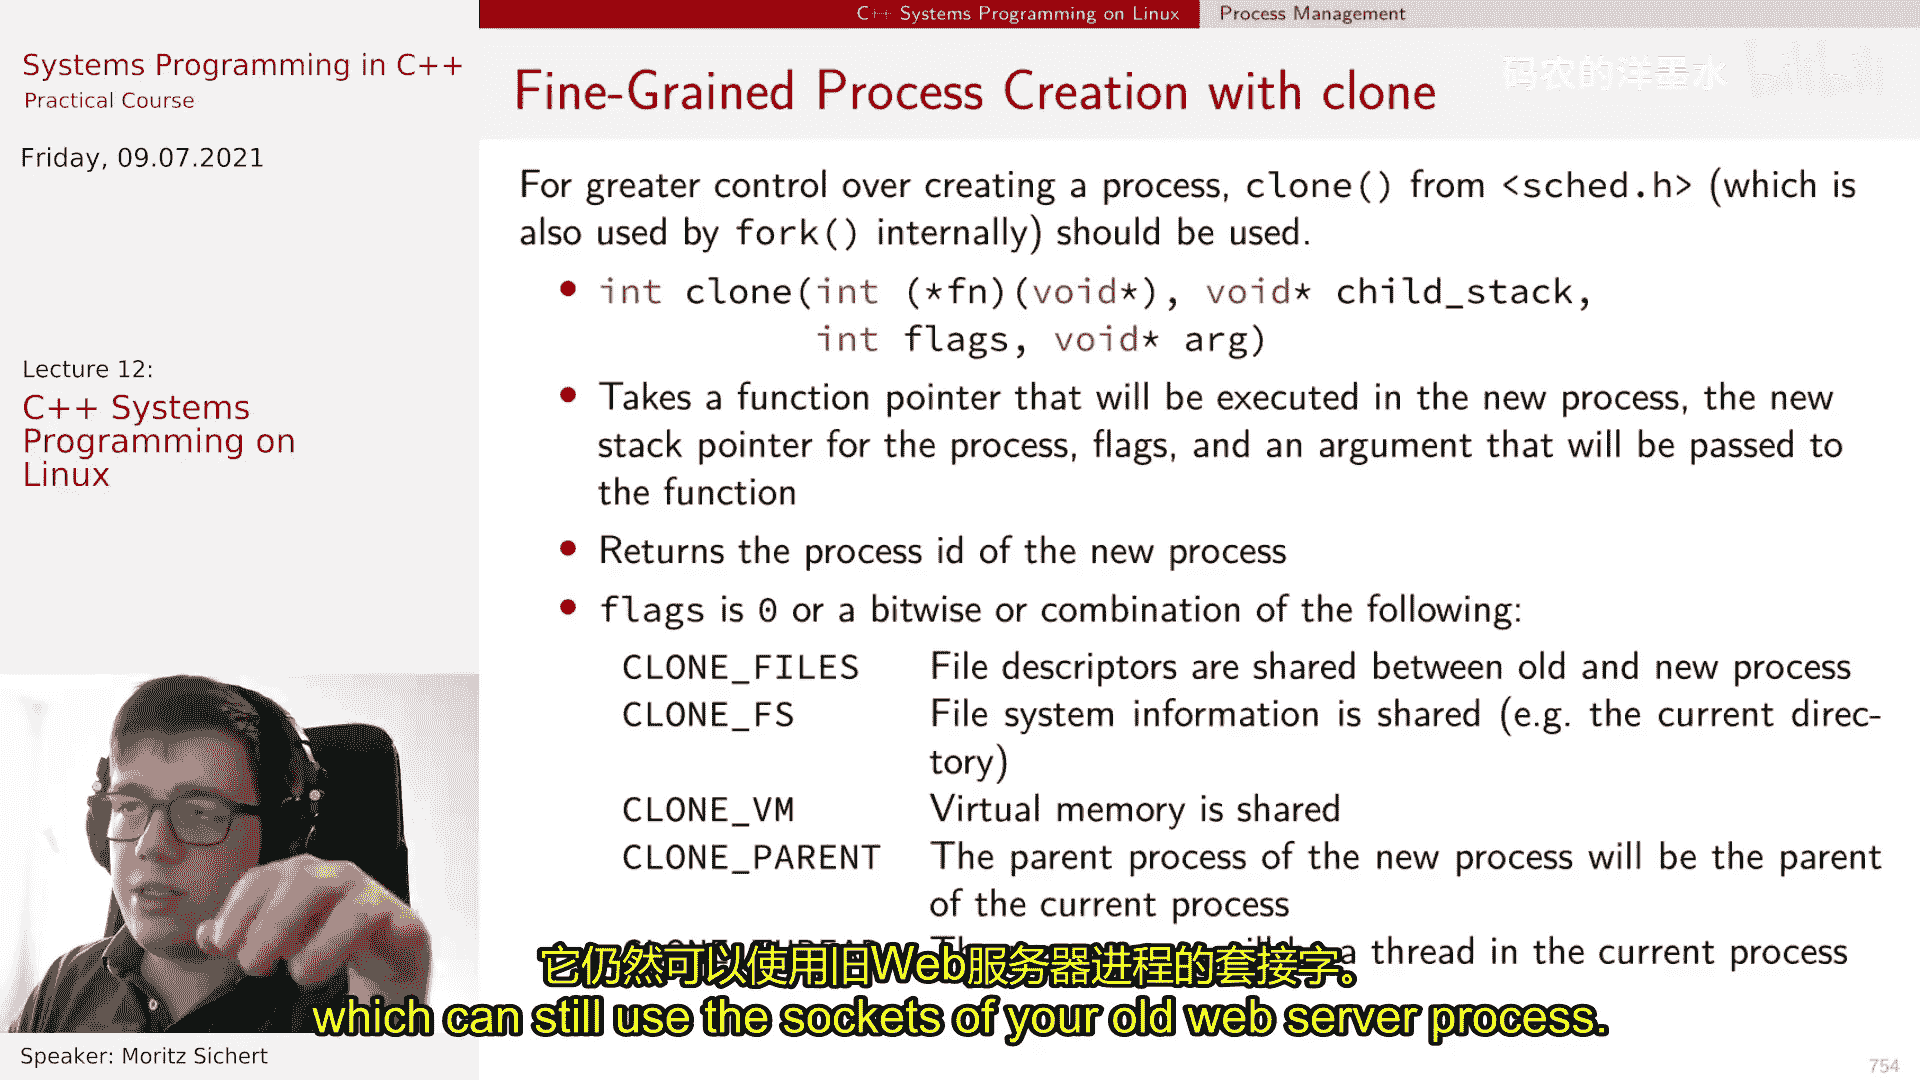 C++ Systems Programming on Linux
Process Management
Systems Programming in C++
Practical Course
Friday, 09.07.2021
Lecture 12:
C++ Systems
Programming on
Linux
Speaker: Moritz Sichert
码农的洋墨水
bilibili
Fine-Grained Process Creation with clone
For greater control over creating a process, clone() from <sched.h> (which is
also used by fork() internally) should be used.
• int clone(int (*fn)(void*), void* child_stack,
int flags, void* arg)
• Takes a function pointer that will be executed in the new process, the new
stack pointer for the process, flags, and an argument that will be passed to
the function
• Returns the process id of the new process
• flags is 0 or a bitwise or combination of the following:
CLONE_FILES File descriptors are shared between old and new process
CLONE_FS File system information is shared (e.g. the current direc-
tory)
CLONE_VM Virtual memory is shared
CLONE_PARENT The parent process of the new process will be the parent
of the current process
a thread in the current process
它仍然可以使用旧Web服务器进程的套接字。
which can still use the sockets of your old web server process.
754